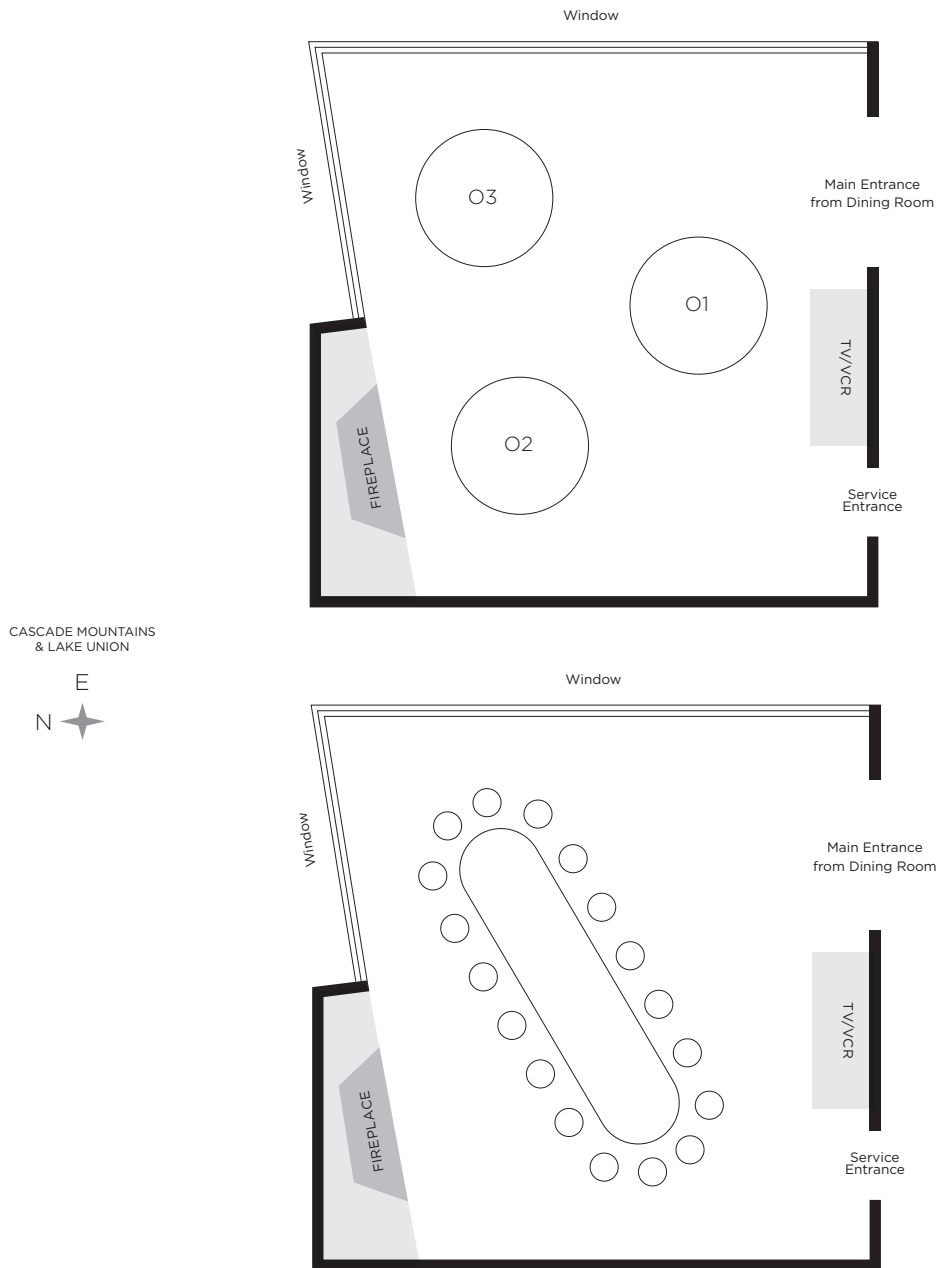 Window
Window
O3
Main Entrance
from Dining Room
O1
TV/VCR
FIREPLACE
O2
Service
Entrance
CASCADE MOUNTAINS
& LAKE UNION
E
N
Window
Window
Main Entrance
from Dining Room
TV/VCR
FIREPLACE
Service
Entrance